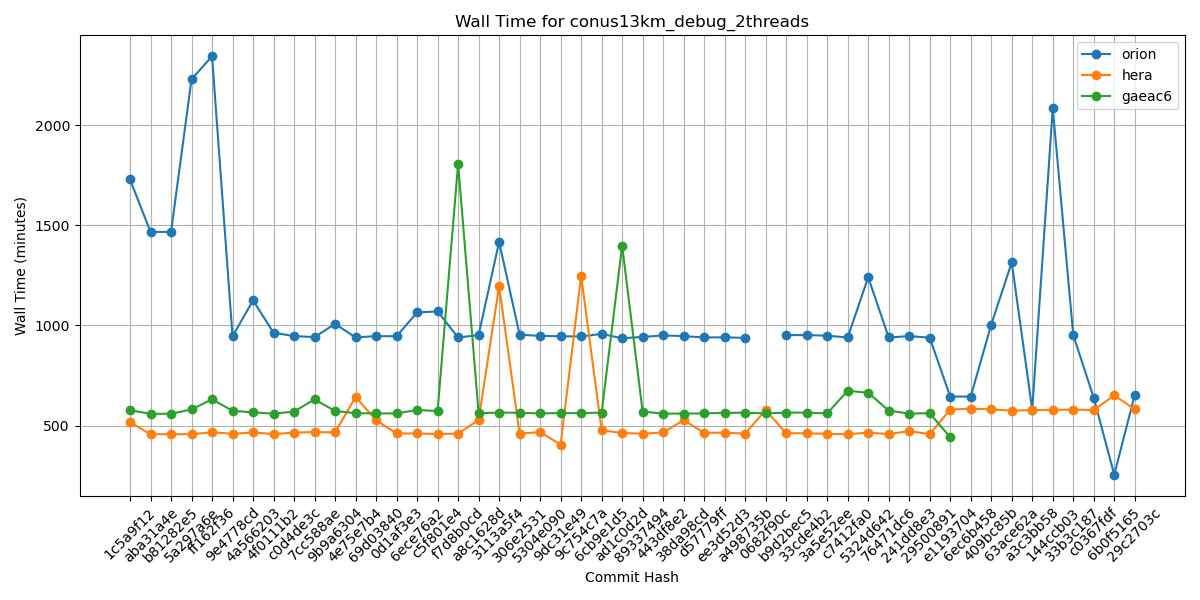 Wall Time for conus13km_debug_2threads
orion
hera
gaeac6
Wall Time (minutes)
2000
1500
1000
500
1c5a9f12
aba31a4e
b81282e5
5a297a6e
ff162f36
9e4778cd
4a566203
4f0111b2
c0d4de3c
7cc588ae
9b9a6304
4e75e7b4
69d03840
0d1af3e3
6ece76a2
c5f801e4
f7d8b0cd
a8c1628d
3113a5f4
306e2531
5304e090
9dc31e49
9c754c7a
6cb9e1d5
ad1c0d2d
89337494
443df8e2
38da98cd
d57779ff
ee3d52d3
a498735b
0682f90c
b9d2bec5
33cde4b2
3a5e52ee
c7412fa0
5324d642
76471dc6
241dd8e3
29500891
e1193704
6ec6b458
409bc85b
63ace62a
a3c3bb58
144ccb03
33b3c187
c0367fdf
6b0f5165
29c2703c
Commit Hash